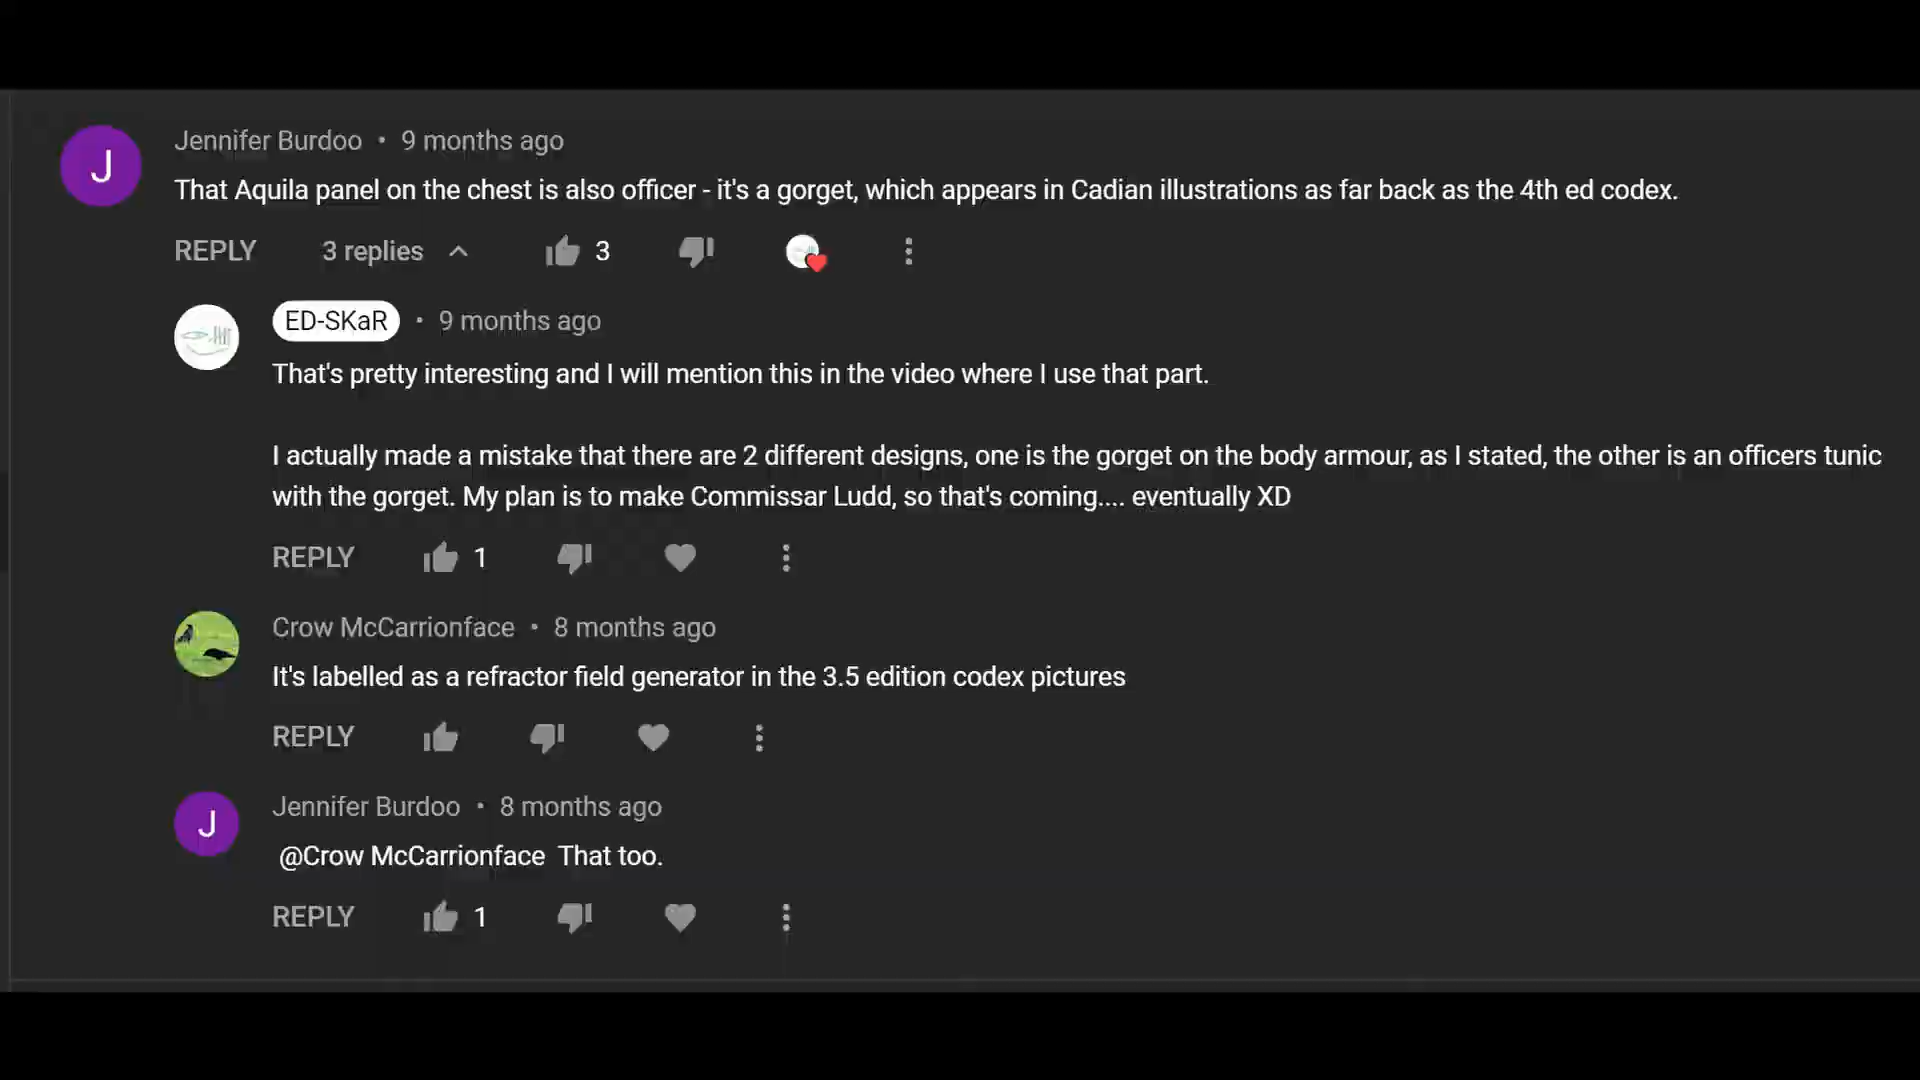 J
Jennifer Burdoo • 9 months ago
That Aquila panel on the chest is also officer - it's a gorget, which appears in Cadian illustrations as far back as the 4th ed codex.
REPLY 3 replies 3
ED-SKaR • 9 months ago
That's pretty interesting and I will mention this in the video where I use that part.
I actually made a mistake that there are 2 different designs, one is the gorget on the body armour, as I stated, the other is an officers tunic
with the gorget. My plan is to make Commissar Ludd, so that's coming.... eventually XD
REPLY 1
Crow McCarrionface • 8 months ago
It's labelled as a refractor field generator in the 3.5 edition codex pictures
REPLY
J
Jennifer Burdoo • 8 months ago
@Crow McCarrionface That too.
REPLY 1